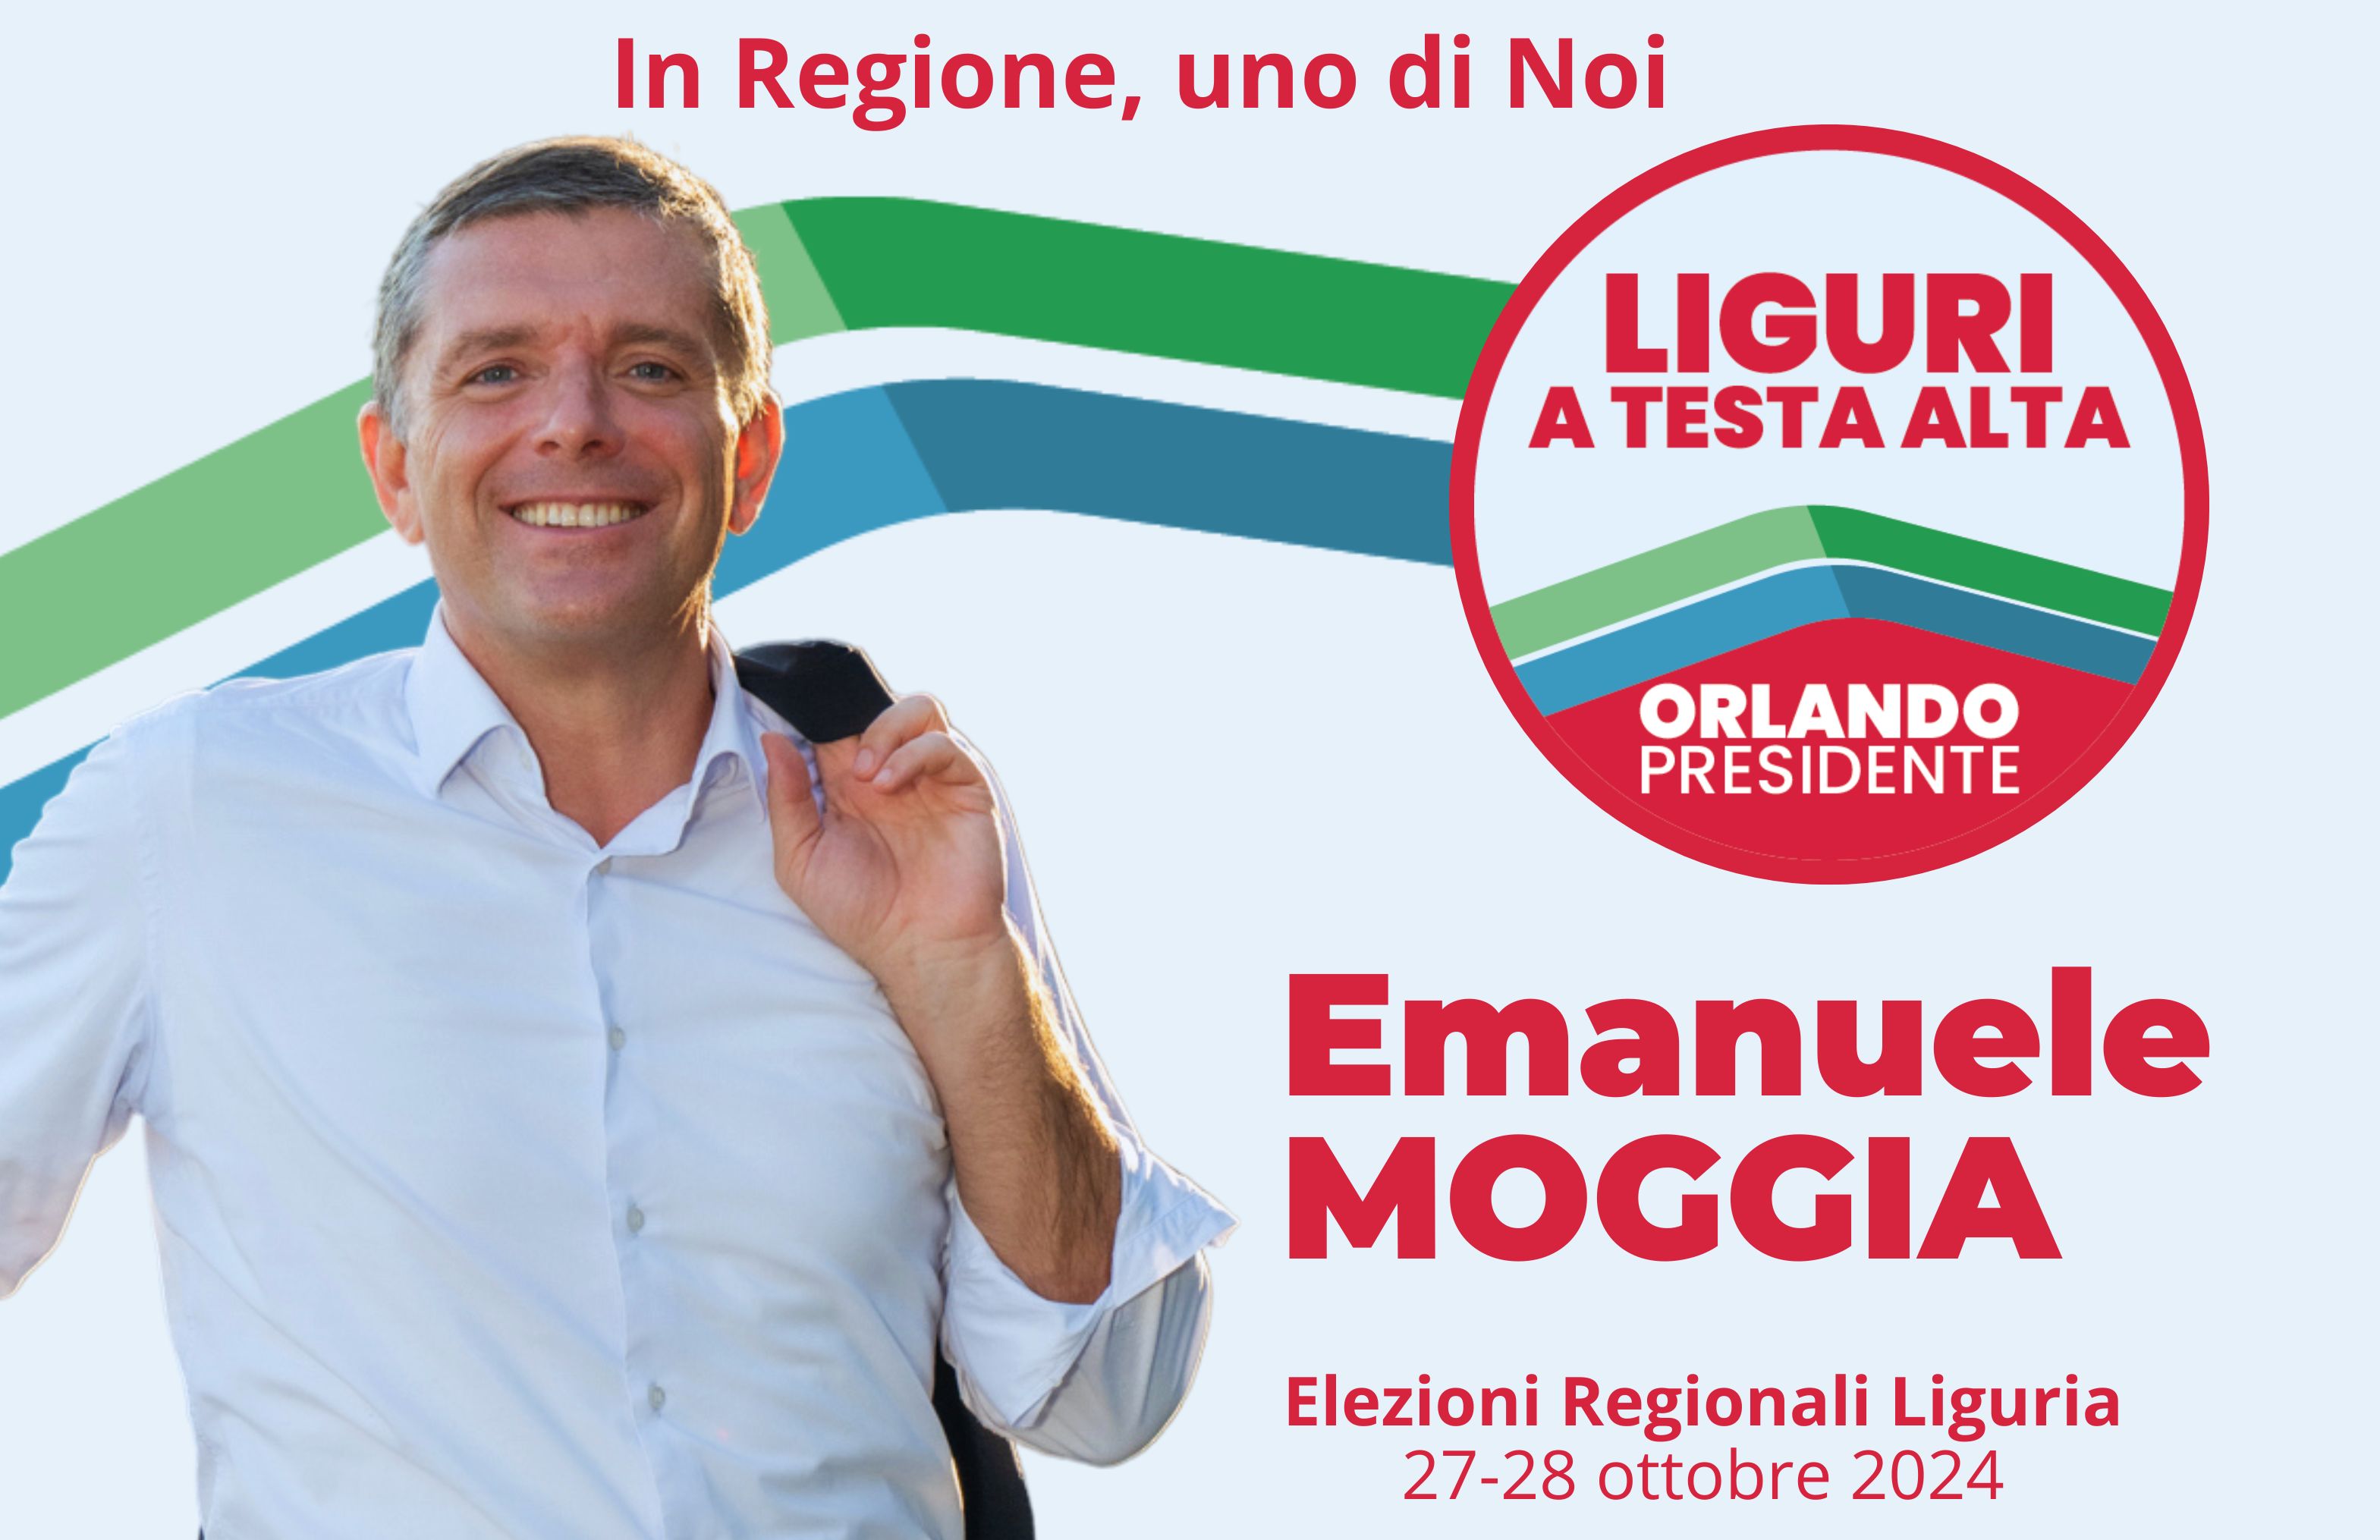 In Regione, uno di Noi
LIGURI
A TESTA ALTA
ORLANDO
PRESIDENTE
Emanuele
MOGGIA
Elezioni Regionali Liguria
27-28 ottobre 2024